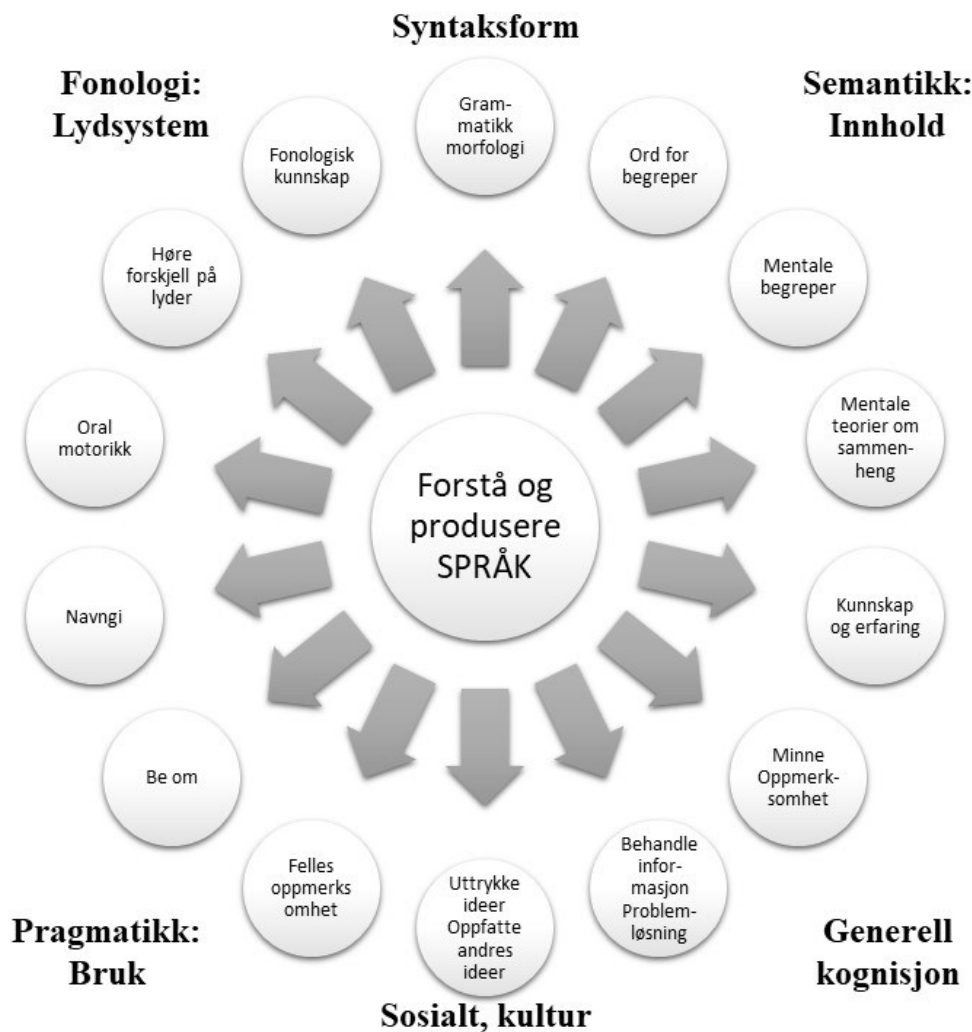 Syntaksform
Fonologi:
Lydsystem
Semantikk:
Innhold
Gram-
matikk
morfologi
Ord for
begreper
Mentale
begreper
Mentale
teorier om
sammen-
heng
Kunnskap
og erfaring
Minne
Oppmerk-
somhet
Behandle
infor-
masjon
Problem-
løsning
Uttrykke
ideer
Oppfatte
andres
ideer
Felles
oppmerks
omhet
Be om
Navngi
Oral
motorikk
Høre
forskjell på
lyder
Fonologisk
kunnskap
Forstå og
produsere
SPRÅK
Pragmatikk:
Bruk
Generell
kognisjon
Sosialt, kultur